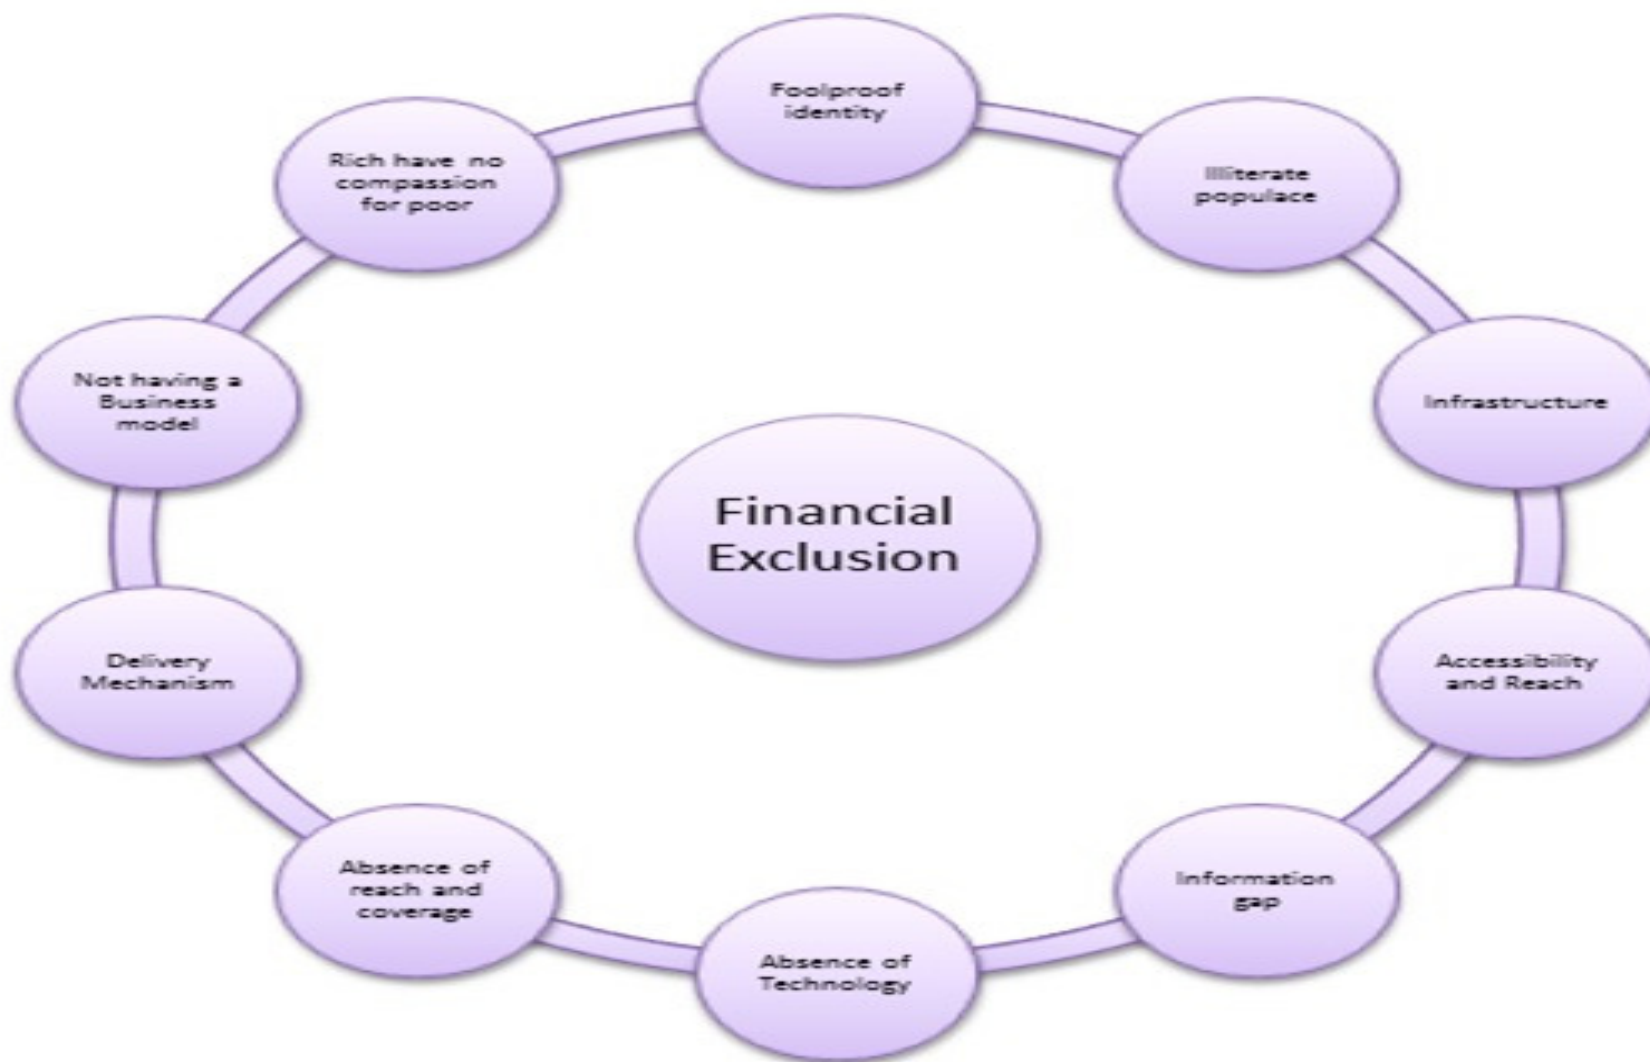 Foolproof
identity
Illiterate
populace
Infrastructure
Accessibility
and Reach
Information
gap
Absence of
Technology
Absence of
reach and
coverage
Delivery
Mechanism
Not having a
Business
model
Rich have no
compassion
for poor
Financial
Exclusion